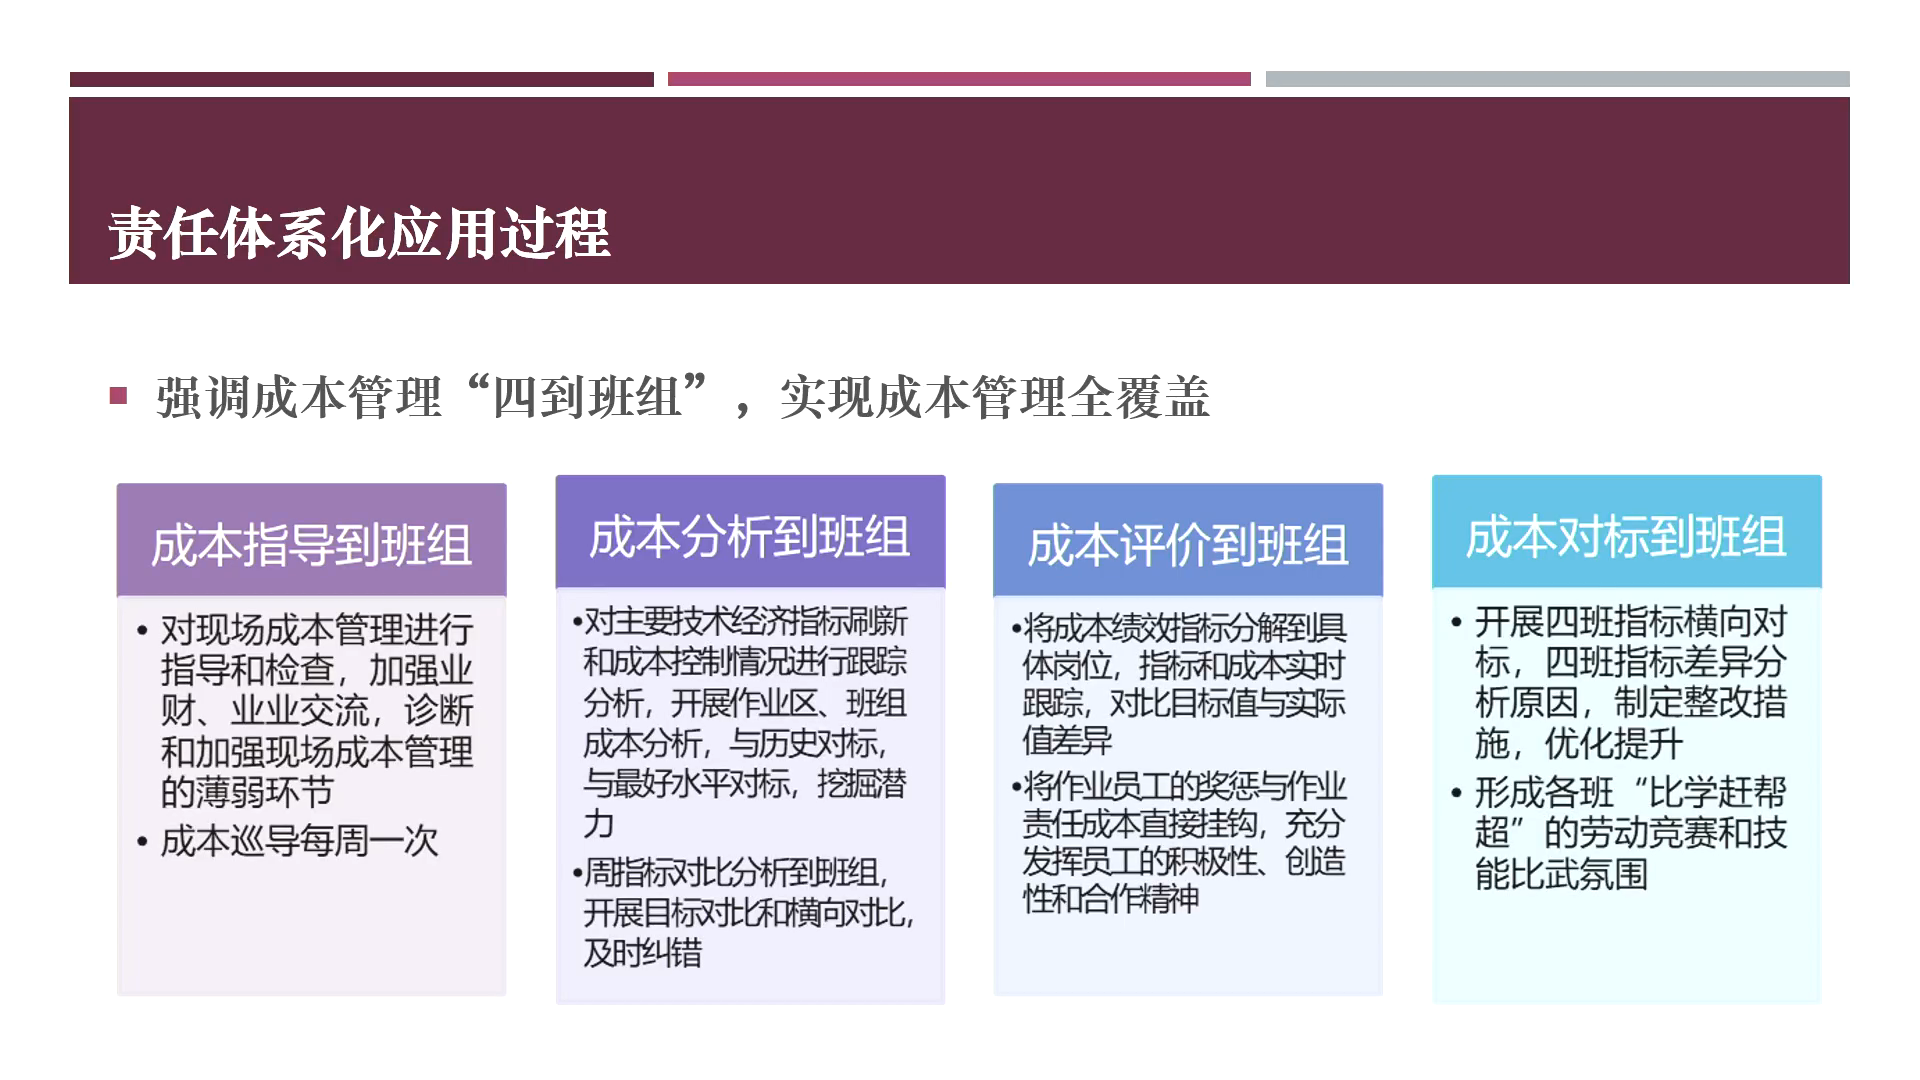 责任体系化应用过程
■ 强调成本管理“四到班组”，实现成本管理全覆盖
成本指导到班组
• 对现场成本管理进行
指导和检查，加强业
财、业业交流，诊断
和加强现场成本管理
的薄弱环节
• 成本巡导每周一次
成本分析到班组
•对主要技术经济指标刷新
和成本控制情况进行跟踪
分析，开展作业区、班组
成本分析，与历史对标，
与最好水平对标，挖掘潜
力
•周指标对比分析到班组，
开展目标对比和横向对比，
及时纠错
成本评价到班组
•将成本绩效指标分解到具
体岗位，指标和成本实时
跟踪，对比目标值与实际
值差异
•将作业员工的奖惩与作业
责任成本直接挂钩，充分
发挥员工的积极性、创造
性和合作精神
成本对标到班组
• 开展四班指标横向对
标，四班指标差异分
析原因，制定整改措
施，优化提升
• 形成各班“比学赶帮
超”的劳动竞赛和技
能比武氛围